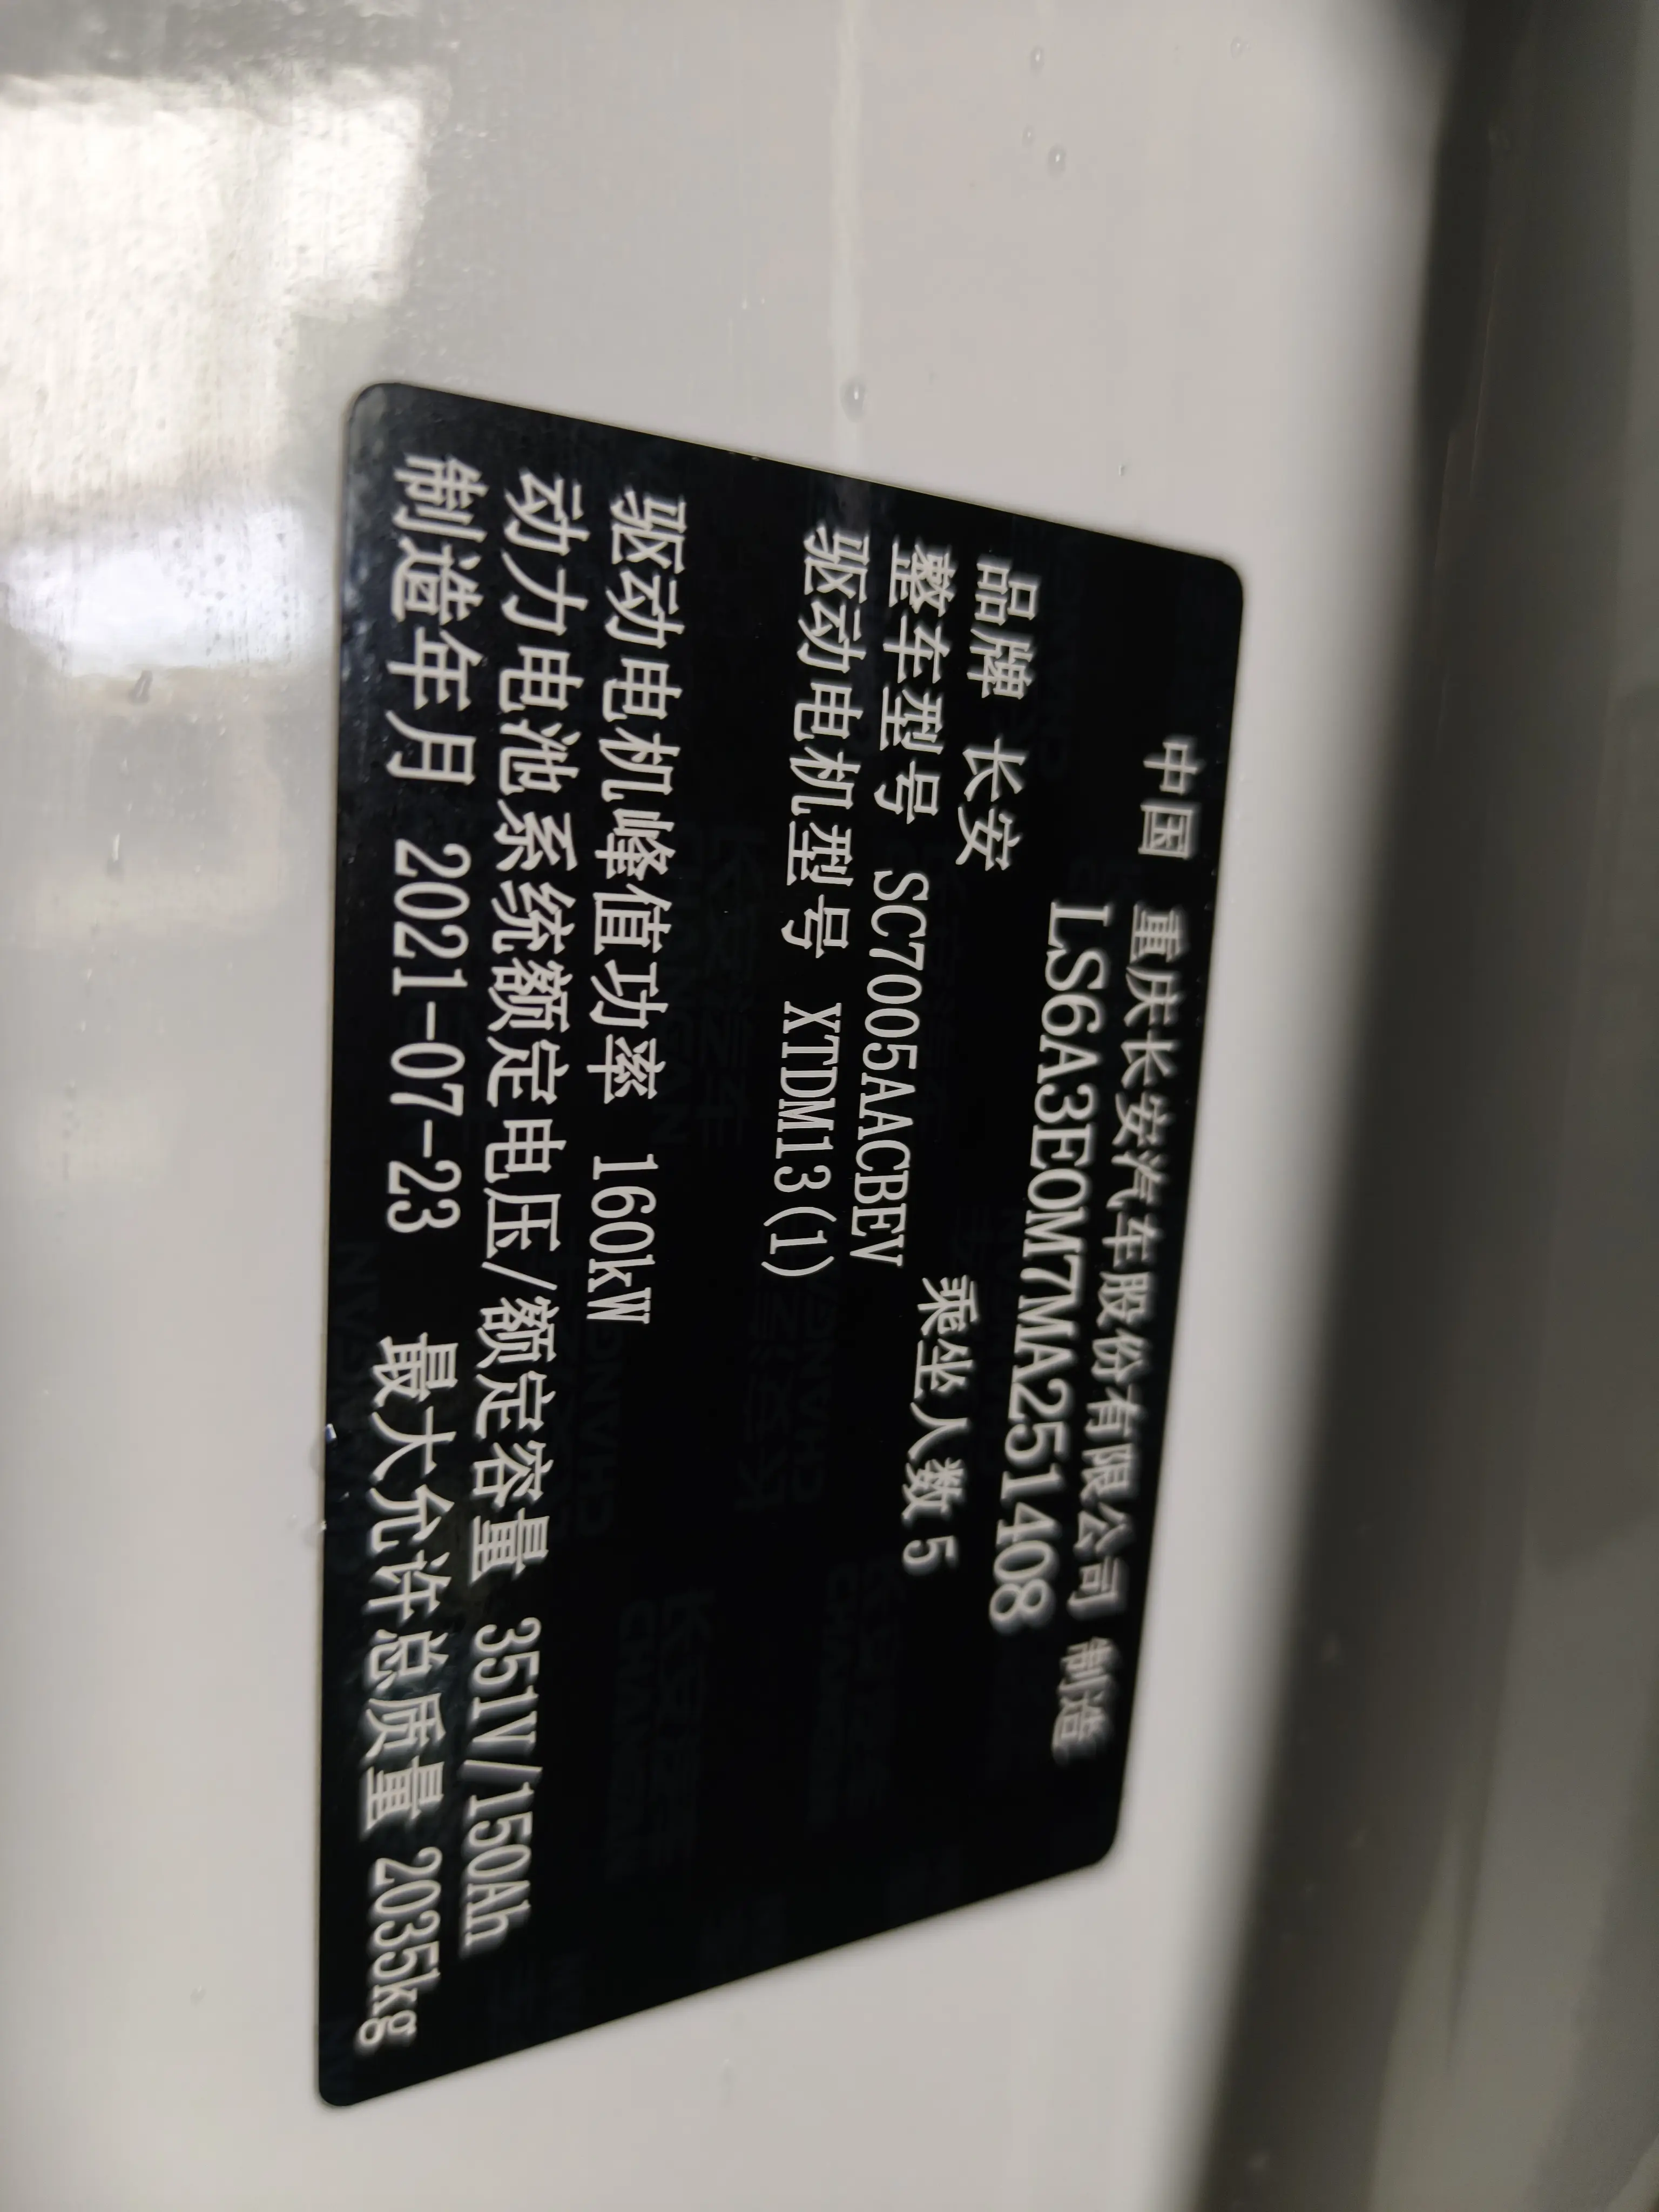 中国 重庆长安汽车股份有限公司 制造
LS6A3E0M7MA251408
品牌 长安 乘坐人数 5
整车型号 SC7005AACBEV
驱动电机型号 XTDM13(1)
驱动电机峰值功率 160kW
动力电池系统额定电压/额定容量 351V/150Ah
制造年月 2021-07-23 最大允许总质量 2035kg